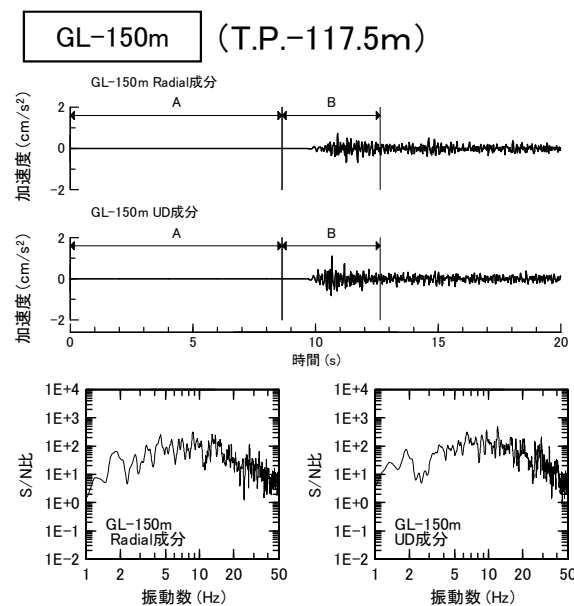 GL-150m (T.P.-117.5m)
GL-150m Radial成分
A B
加速度(cm/s²)
2
0
-2
GL-150m UD成分
A B
加速度(cm/s²)
2
0
-2
0 5 10 15 20
時間(s)
S/N比
1E+4
1E+3
1E+2
1E+1
1E+0
1E-1
1E-2
GL-150m
Radial成分
1 2 5 10 20 50
振動数(Hz)
S/N比
1E+4
1E+3
1E+2
1E+1
1E+0
1E-1
1E-2
GL-150m
UD成分
1 2 5 10 20 50
振動数(Hz)